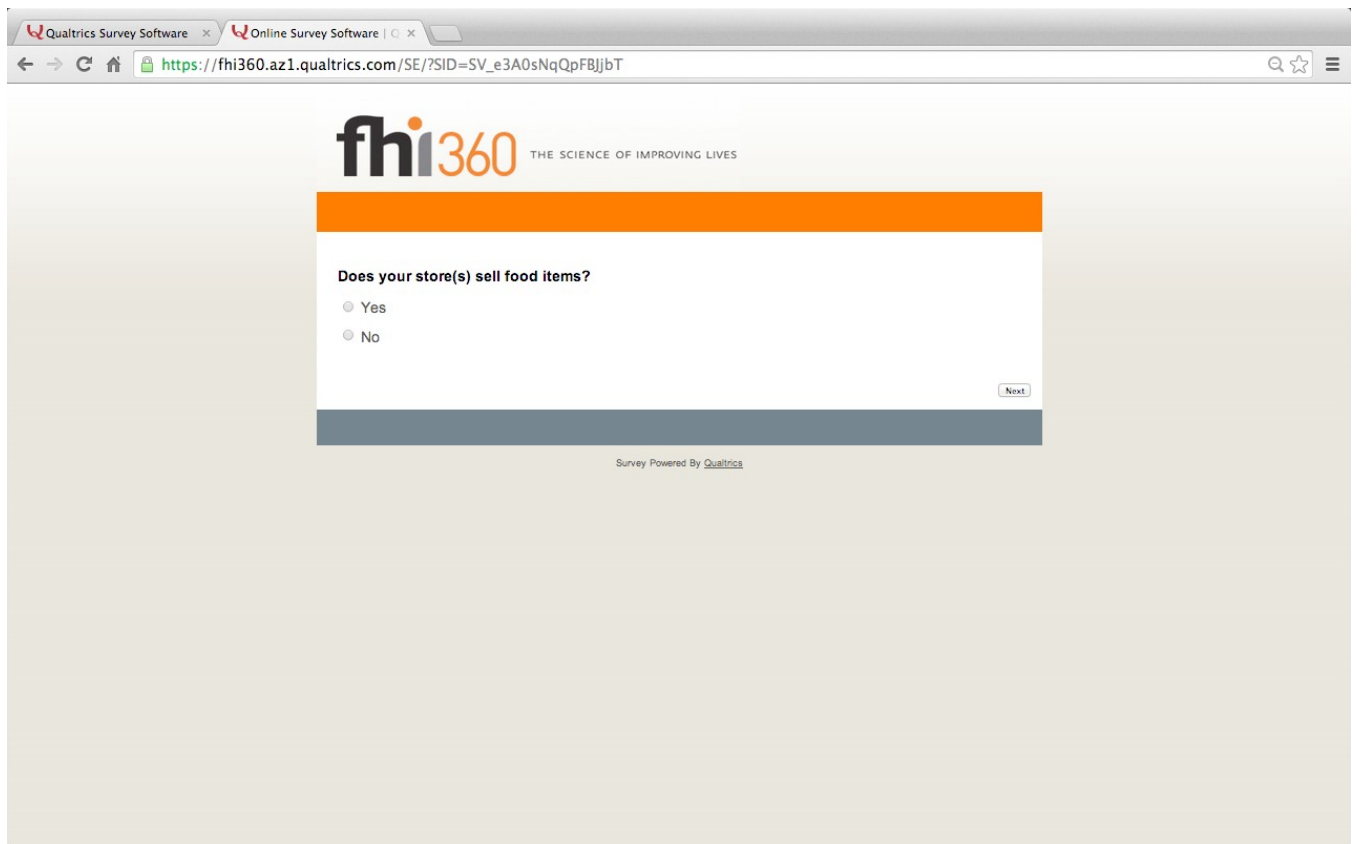 Qualtrics Survey Software
Online Survey Software | Q
https://fhi360.az1.qualtrics.com/SE/?SID=SV_e3A0sNqQpFBJjbT
fhi360 THE SCIENCE OF IMPROVING LIVES
Does your store(s) sell food items?
Yes
No
Next
Survey Powered By Qualtrics